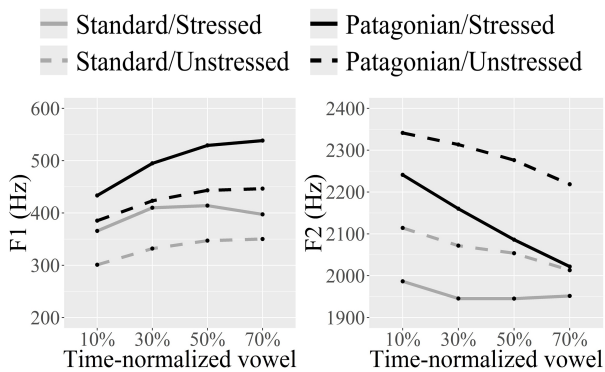 Standard/Stressed
Patagonian/Stressed
Standard/Unstressed
Patagonian/Unstressed
F1 (Hz)
600
500
400
300
200
10% 30% 50% 70%
Time-normalized vowel
F2 (Hz)
2400
2300
2200
2100
2000
1900
10% 30% 50% 70%
Time-normalized vowel